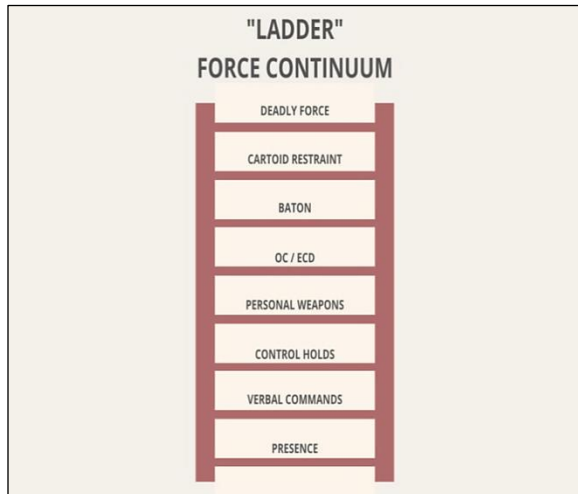 "LADDER"
FORCE CONTINUUM
DEADLY FORCE
CARTOID RESTRAINT
BATON
OC / ECD
PERSONAL WEAPONS
CONTROL HOLDS
VERBAL COMMANDS
PRESENCE